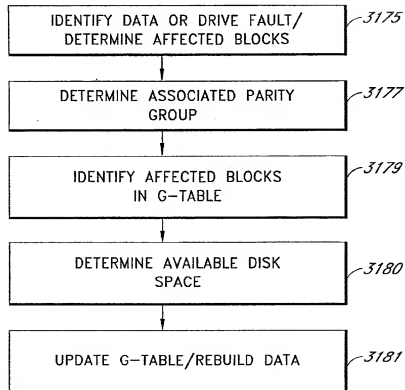 IDENTIFY DATA OR DRIVE FAULT/
DETERMINE AFFECTED BLOCKS
3175
DETERMINE ASSOCIATED PARITY
GROUP
3177
IDENTIFY AFFECTED BLOCKS
IN G-TABLE
3179
DETERMINE AVAILABLE DISK
SPACE
3180
UPDATE G-TABLE/REBUILD DATA
3181